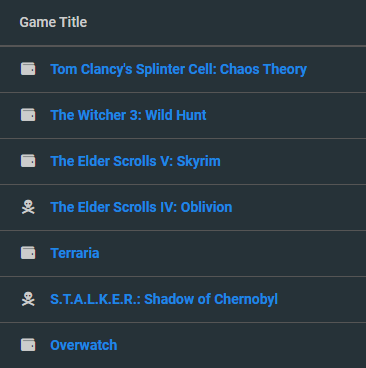 Game Title
Tom Clancy's Splinter Cell: Chaos Theory
The Witcher 3: Wild Hunt
The Elder Scrolls V: Skyrim
The Elder Scrolls IV: Oblivion
Terraria
S.T.A.L.K.E.R.: Shadow of Chernobyl
Overwatch